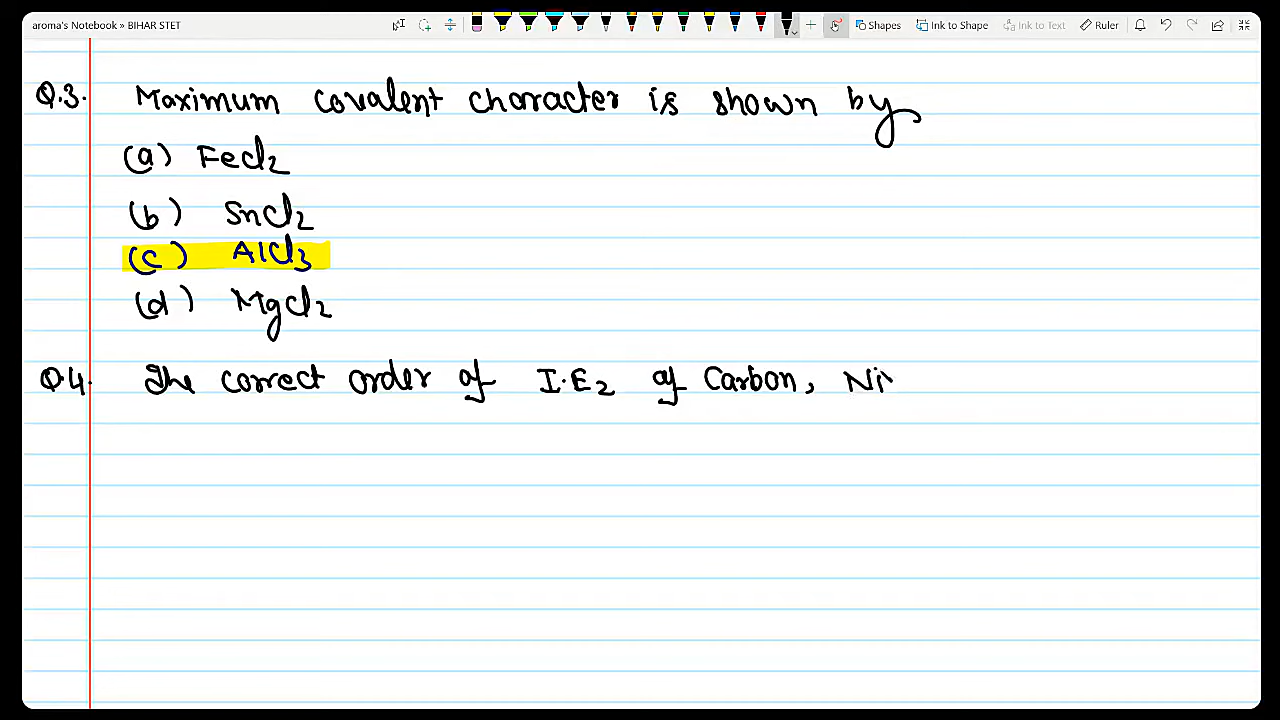 aroma's Notebook » BIHAR STET
Shapes
Ink to Shape
Ink to Text
Ruler
Q.3. Maximum covalent character is shown by
(a) FeCl2
(b) SnCl2
(c) AlCl3
(d) MgCl2
Q.4. The correct order of I.E2 of Carbon, Ni